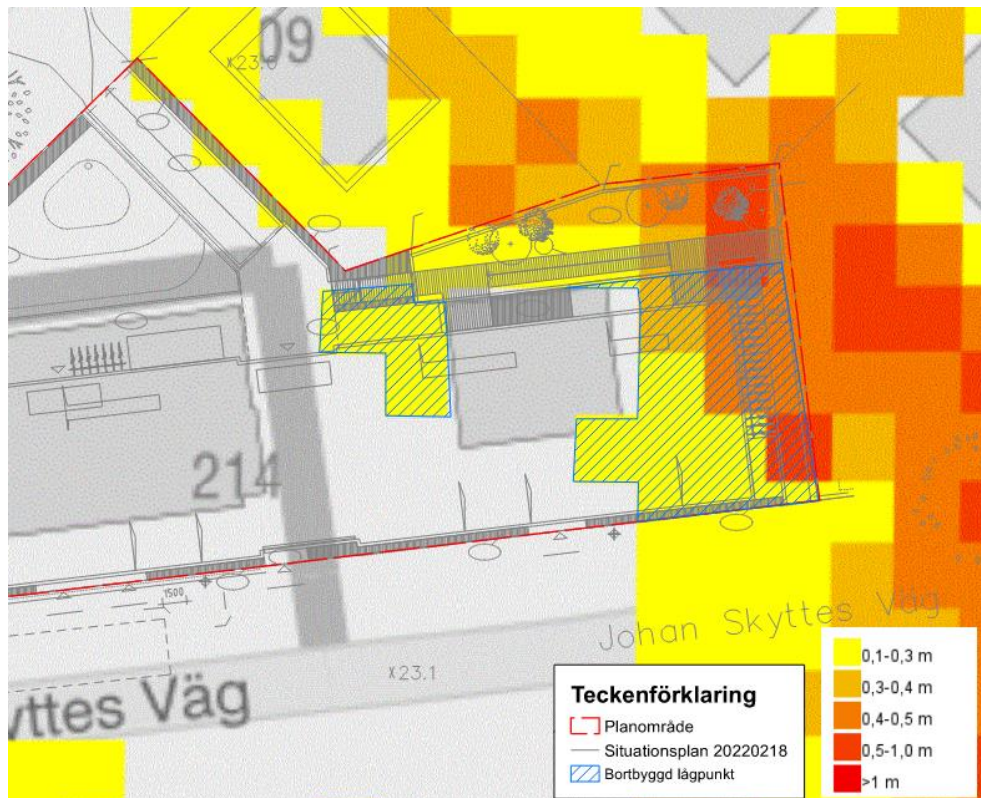 09
x23.0
214
1500
Johan Skyttes Väg
x23.1
yttes Väg
Teckenförklaring
Planområde
Situationsplan 20220218
Bortbyggd lågpunkt
0,1-0,3 m
0,3-0,4 m
0,4-0,5 m
0,5-1,0 m
>1 m